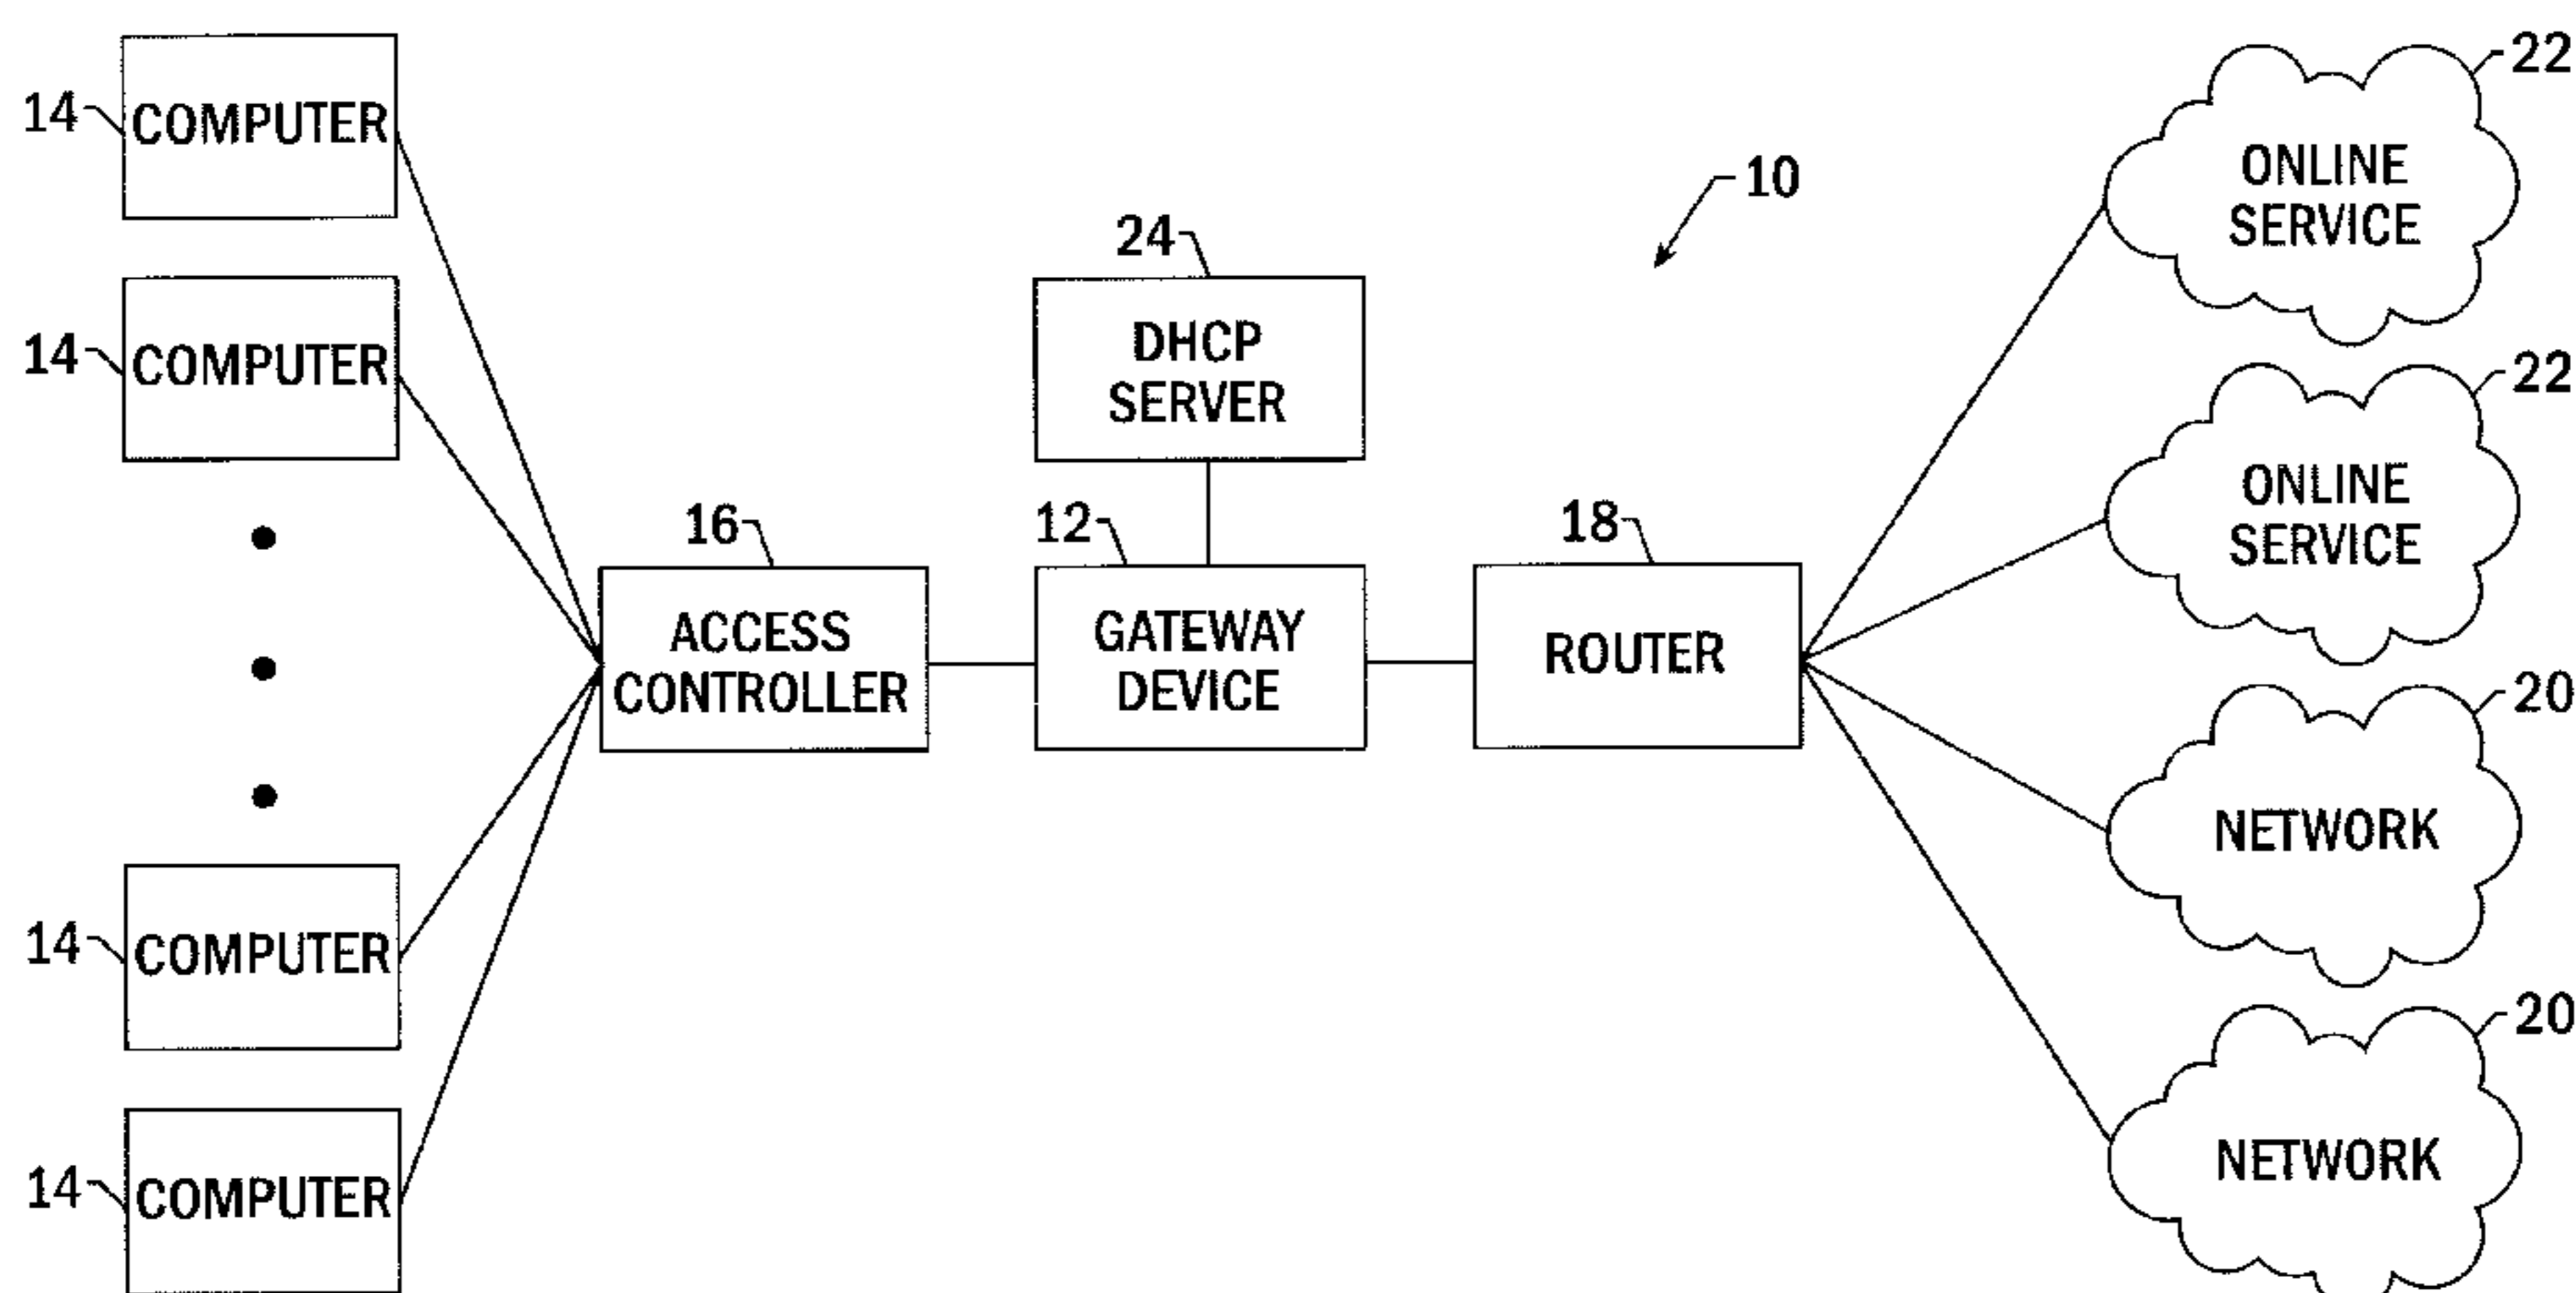 14
COMPUTER
14
COMPUTER
14
COMPUTER
14
COMPUTER
16
ACCESS
CONTROLLER
24
DHCP
SERVER
12
GATEWAY
DEVICE
10
18
ROUTER
22
ONLINE
SERVICE
22
ONLINE
SERVICE
20
NETWORK
20
NETWORK